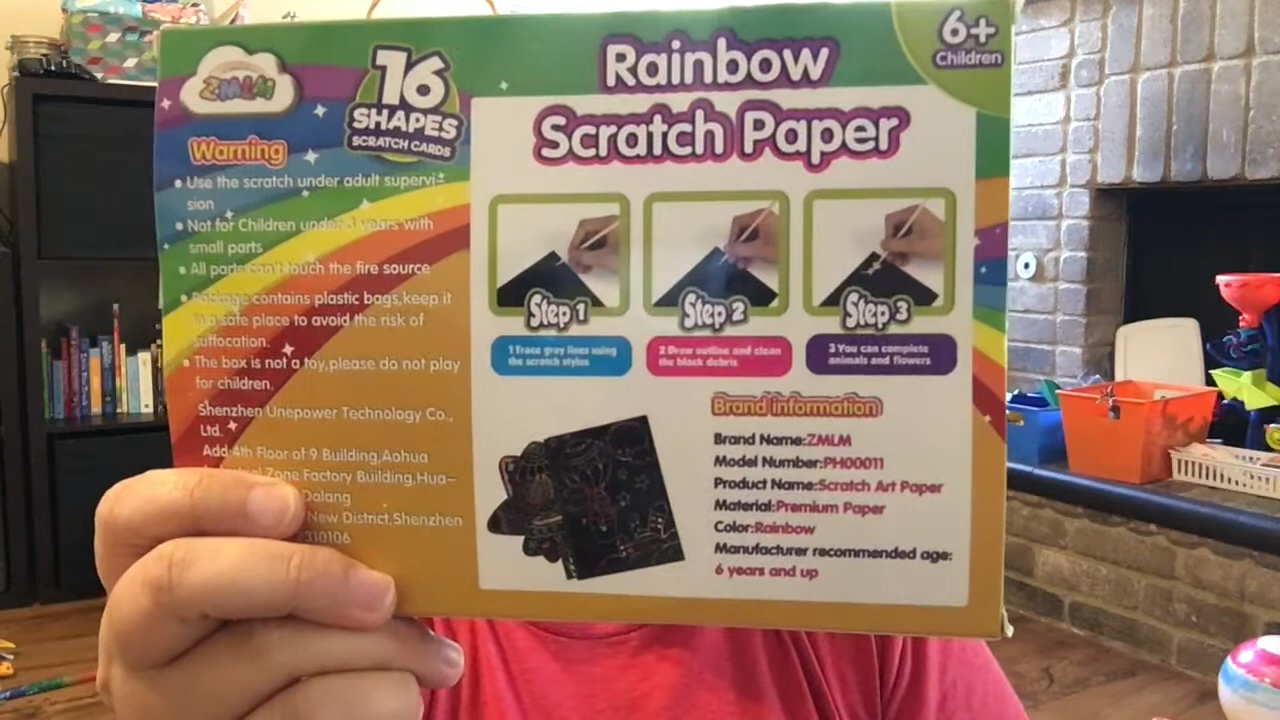 ZMLM
16
SHAPES
SCRATCH CARDS
Warning
• Use the scratch under adult supervi-
sion
• Not for Children under 3 years with
small parts
• All parts can't touch the fire source
• Package contains plastic bags,keep it
in a safe place to avoid the risk of
suffocation.
• The box is not a toy,please do not play
for children.
Shenzhen Unepower Technology Co.,
Ltd.
Add:4th Floor of 9 Building,Aohua
Zone Factory Building,Hua-
Dalang
New District,Shenzhen
2310106
Rainbow
Scratch Paper
6+
Children
Step 1
Step 2
Step 3
1 Trace gray lines using
the scratch styles
2 Draw outline and clean
the black debris
3 You can complete
animals and flowers
Brand information
Brand Name:ZMLM
Model Number:PH00011
Product Name:Scratch Art Paper
Material:Premium Paper
Color:Rainbow
Manufacturer recommended age:
6 years and up